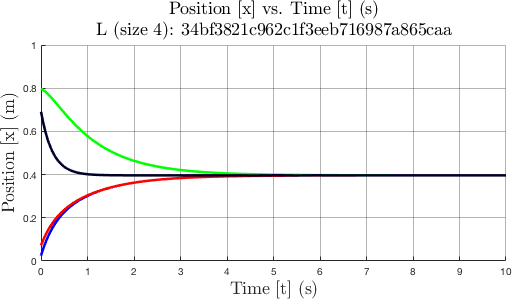 Position [x] vs. Time [t] (s)
L (size 4): 34bf3821c962c1f3eeb716987a865caa
Position [x] (m)
1
0.8
0.6
0.4
0.2
0
0 1 2 3 4 5 6 7 8 9 10
Time [t] (s)